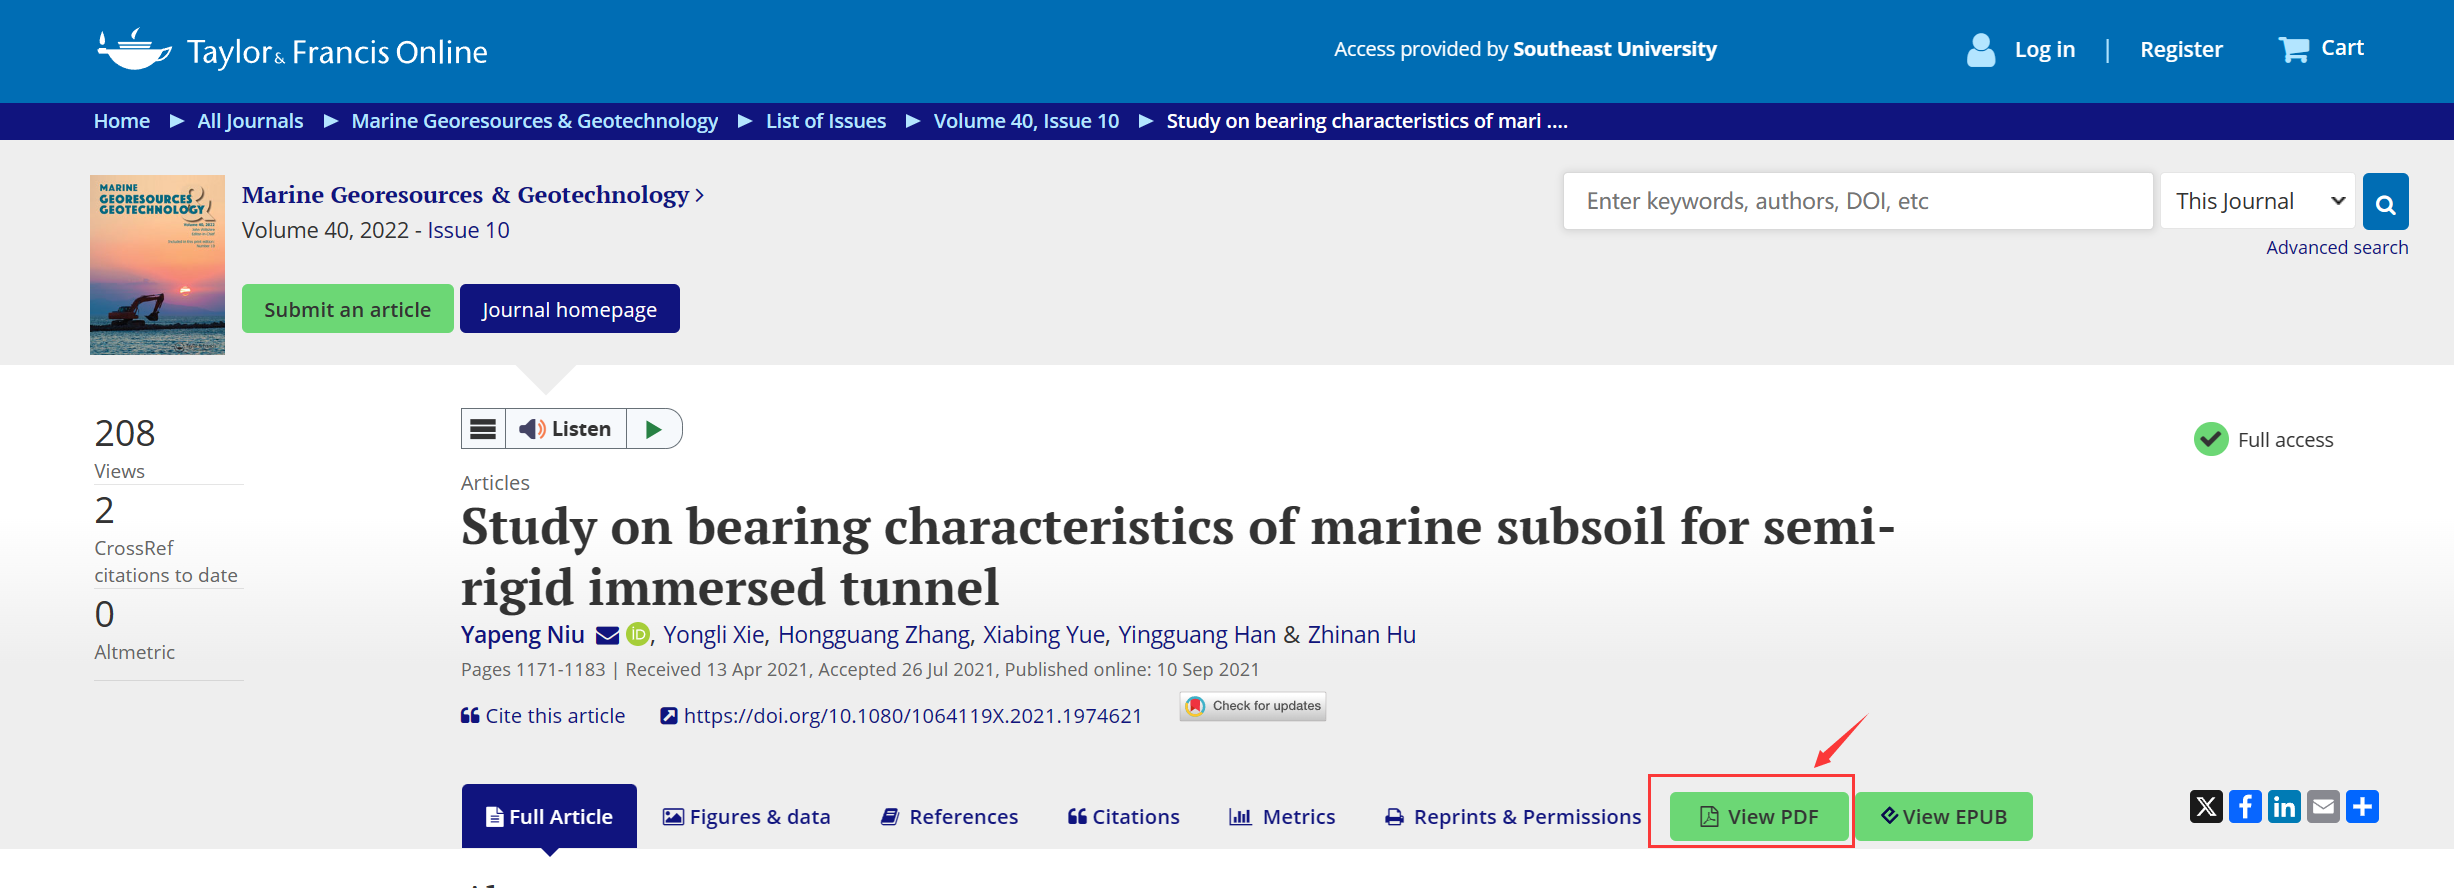 Taylor & Francis Online
Access provided by Southeast University
Log in | Register
Cart
Home ▶ All Journals ▶ Marine Georesources & Geotechnology ▶ List of Issues ▶ Volume 40, Issue 10 ▶ Study on bearing characteristics of mari ....
MARINE
GEORESOURCES &
GEOTECHNOLOGY
Marine Georesources & Geotechnology ›
Volume 40, 2022 - Issue 10
Submit an article
Journal homepage
Enter keywords, authors, DOI, etc
This Journal
Advanced search
208
Views
2
CrossRef
citations to date
0
Altmetric
Listen
Full access
Articles
Study on bearing characteristics of marine subsoil for semi-
rigid immersed tunnel
Yapeng Niu iD, Yongli Xie, Hongguang Zhang, Xiabing Yue, Yingguang Han & Zhinan Hu
Pages 1171-1183 | Received 13 Apr 2021, Accepted 26 Jul 2021, Published online: 10 Sep 2021
Cite this article
https://doi.org/10.1080/1064119X.2021.1974621
Check for updates
Full Article
Figures & data
References
Citations
Metrics
Reprints & Permissions
View PDF
View EPUB